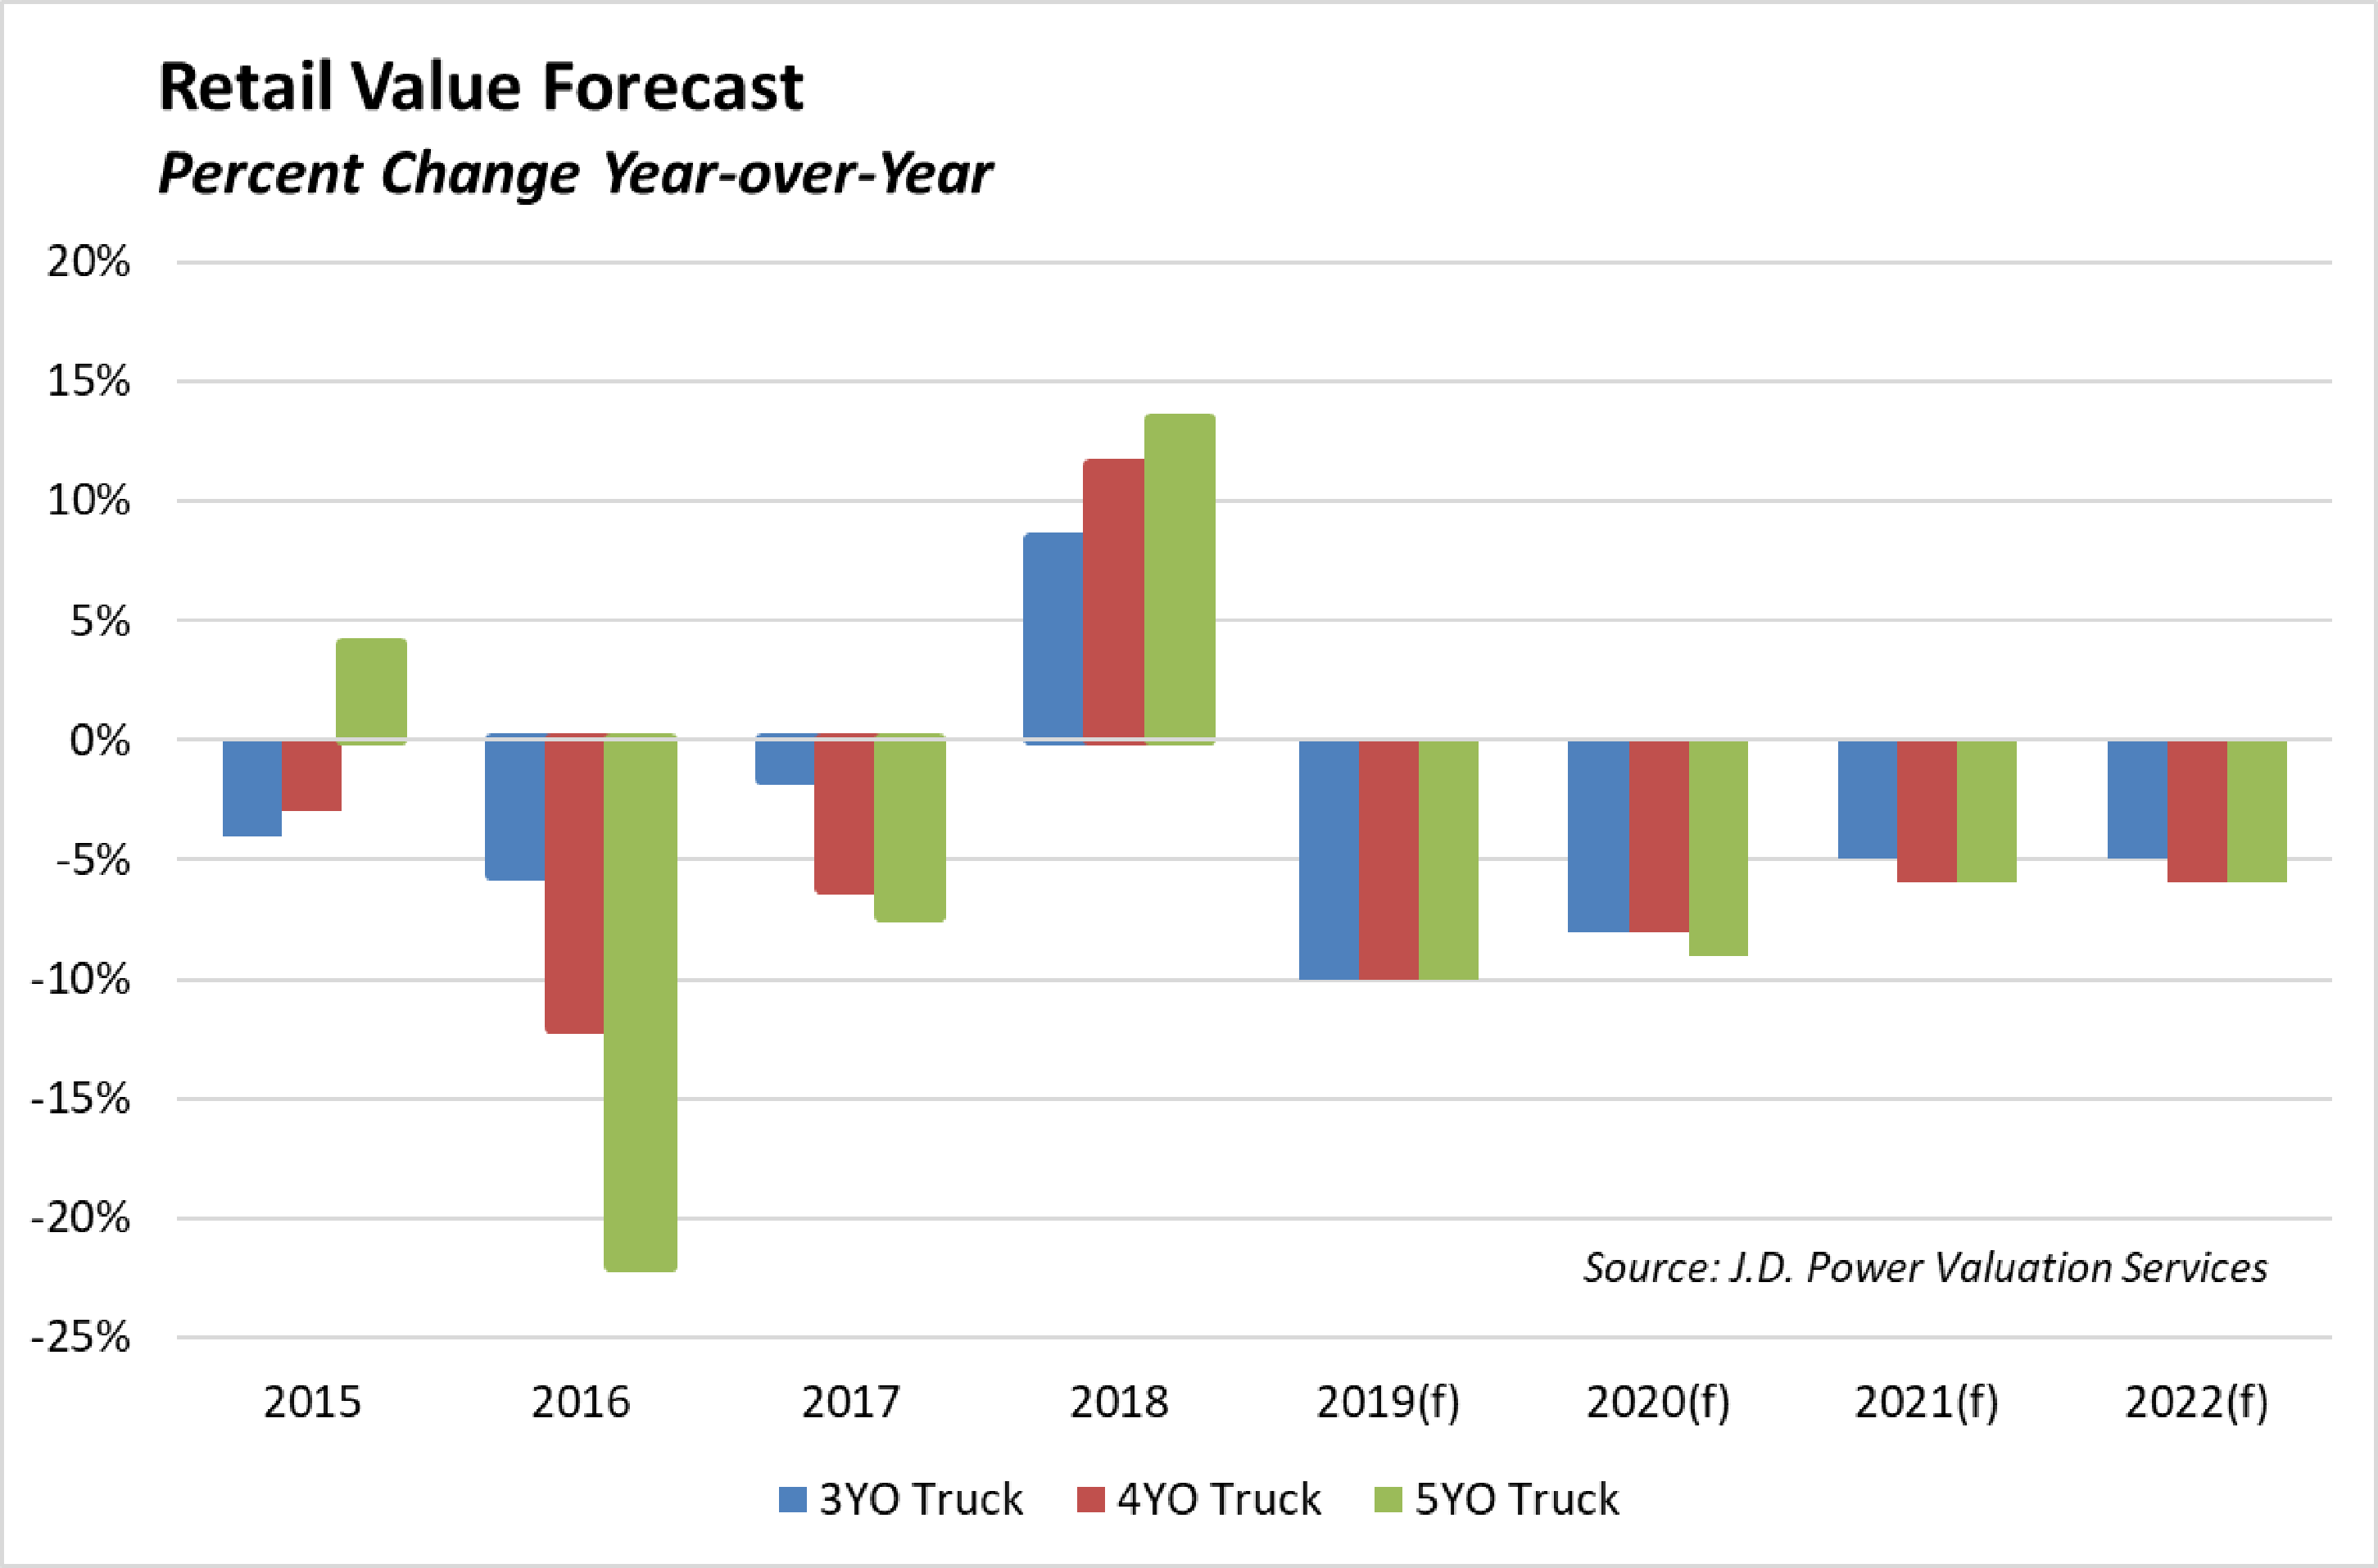 Retail Value Forecast
Percent Change Year-over-Year
20%
15%
10%
5%
0%
-5%
-10%
-15%
-20%
-25%
Source: J.D. Power Valuation Services
2015 2016 2017 2018 2019(f) 2020(f) 2021(f) 2022(f)
3YO Truck 4YO Truck 5YO Truck